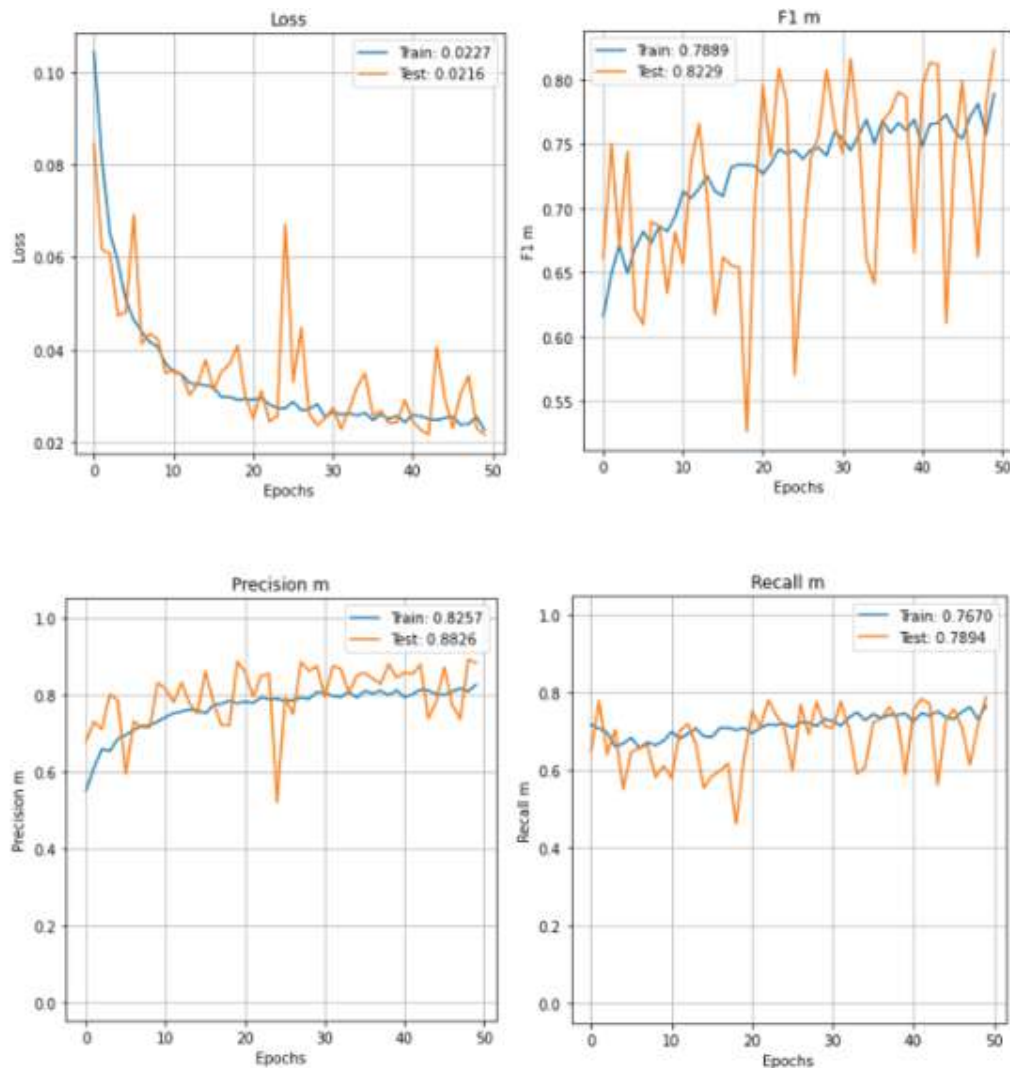 Loss
Train: 0.0227
Test: 0.0216
0.10
0.08
0.06
0.04
0.02
Loss
0 10 20 30 40 50
Epochs
F1 m
Train: 0.7889
Test: 0.8229
0.80
0.75
0.70
0.65
0.60
0.55
F1 m
0 10 20 30 40 50
Epochs
Precision m
Train: 0.8257
Test: 0.8826
1.0
0.8
0.6
0.4
0.2
0.0
Precision m
0 10 20 30 40 50
Epochs
Recall m
Train: 0.7670
Test: 0.7894
1.0
0.8
0.6
0.4
0.2
0.0
Recall m
0 10 20 30 40 50
Epochs